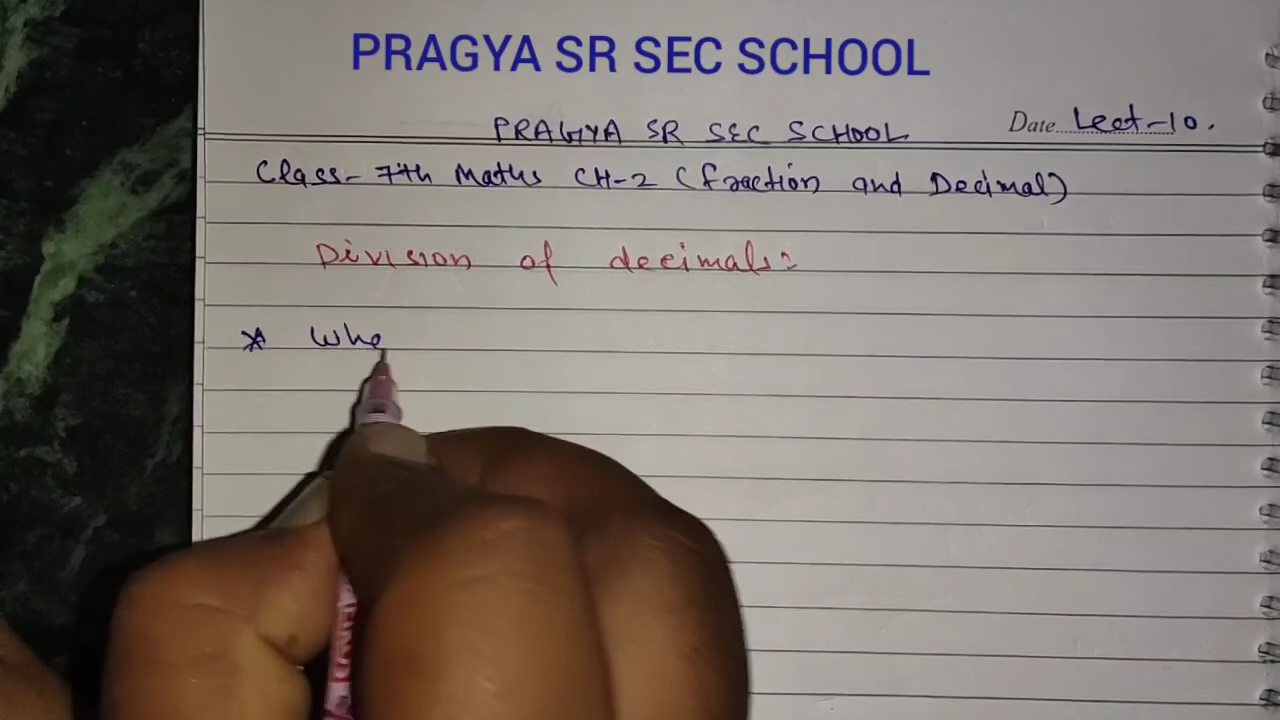 PRAGYA SR SEC SCHOOL
PRAGYA SR SEC SCHOOL
Date Lect-10.
Class- 7th Maths CH-2 (fraction and Decimal)
Division of decimals:
* Whe